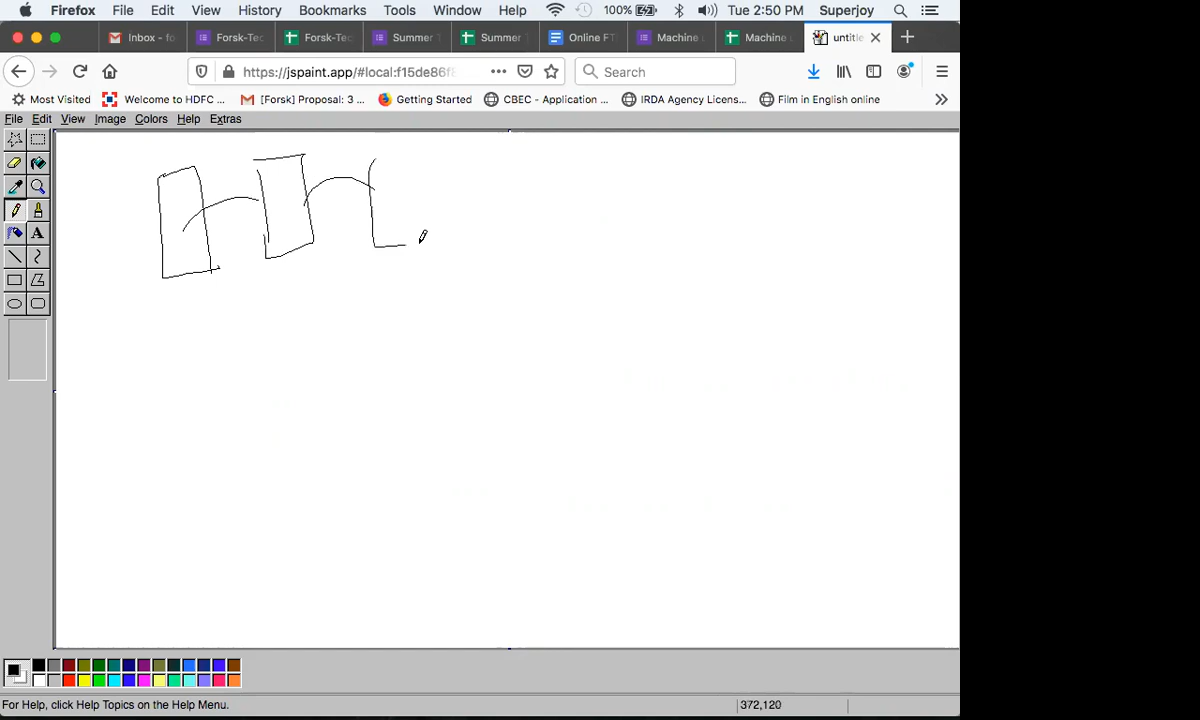 Firefox File Edit View History Bookmarks Tools Window Help 100% Tue 2:50 PM Superjoy
Inbox - fo Forsk-Tec Forsk-Tec Summer T Summer Online FT Machine Machine L untitle
https://jspaint.app/#local:f15de86f8 Search
Most Visited Welcome to HDFC ... [Forsk] Proposal: 3 ... Getting Started CBEC - Application ... IRDA Agency Licens... Film in English online
File Edit View Image Colors Help Extras
A
For Help, click Help Topics on the Help Menu. 372,120